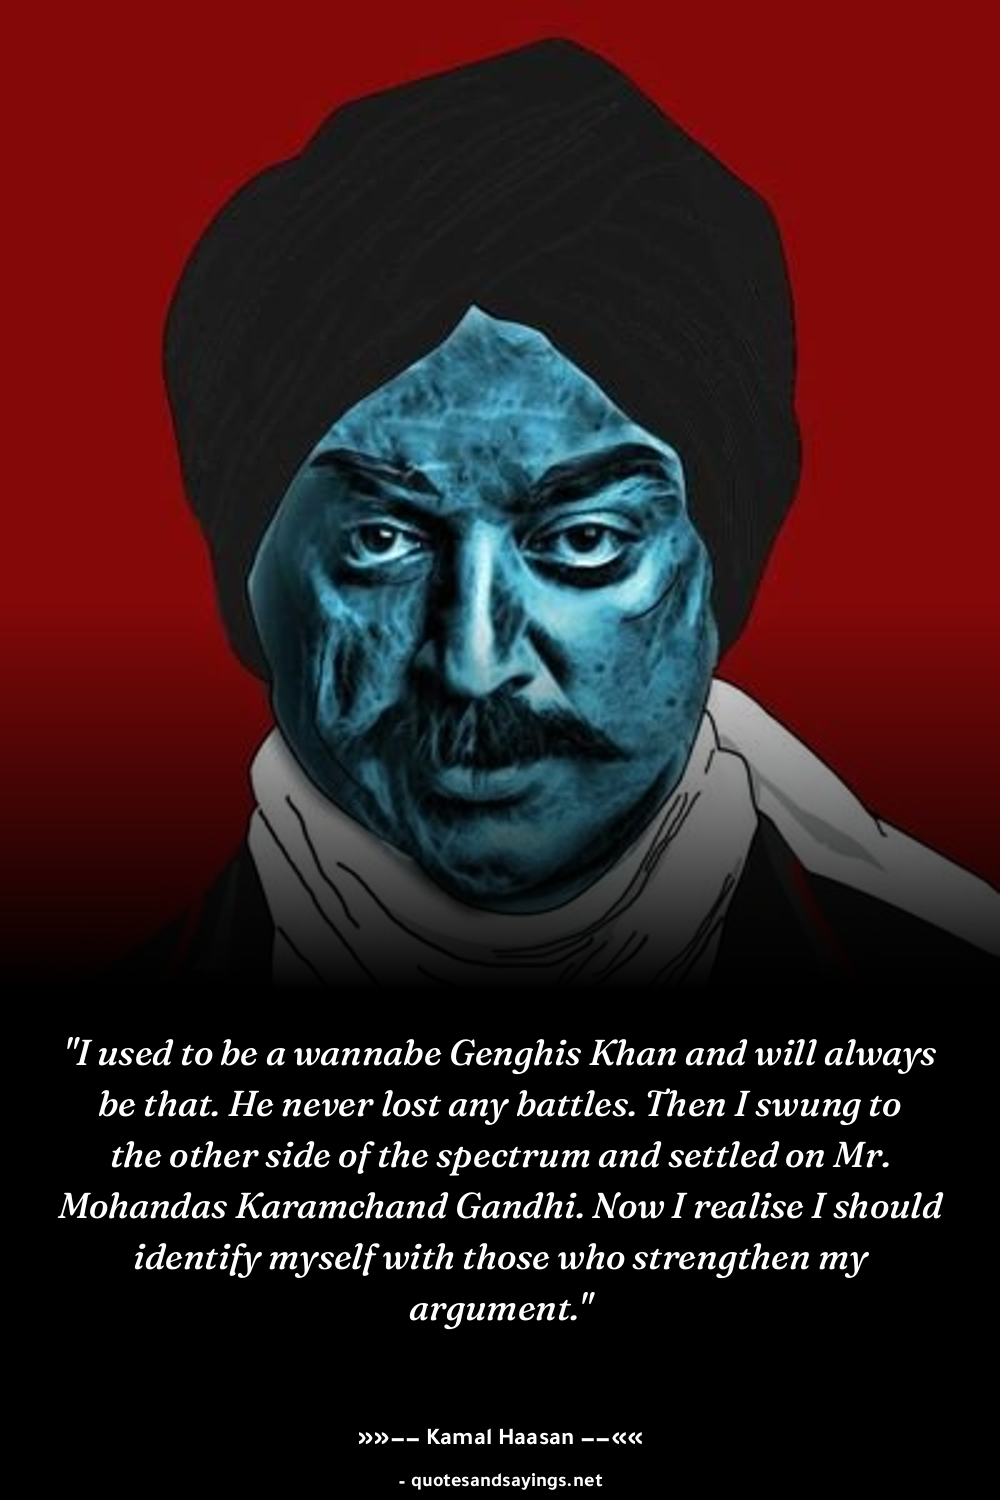 "I used to be a wannabe Genghis Khan and will always
be that. He never lost any battles. Then I swung to
the other side of the spectrum and settled on Mr.
Mohandas Karamchand Gandhi. Now I realise I should
identify myself with those who strengthen my
argument."
»»−− Kamal Haasan −−««
- quotesandsayings.net